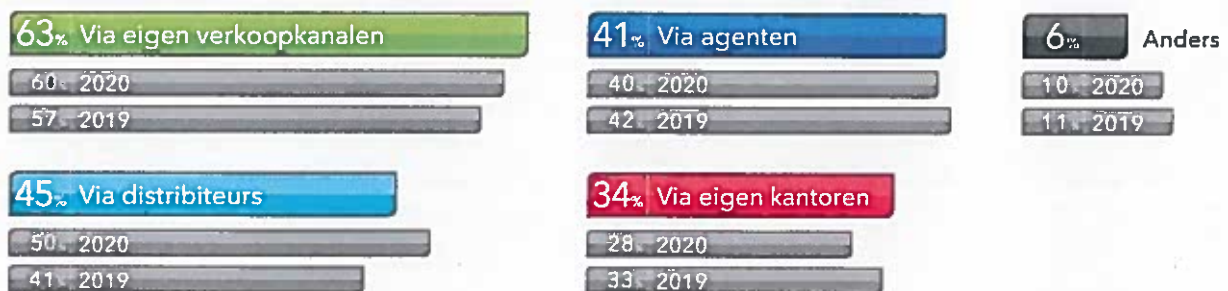 63% Via eigen verkoopkanalen
60% 2020
57% 2019
41% Via agenten
40% 2020
42% 2019
6% Anders
10% 2020
11% 2019
45% Via distribiteurs
50% 2020
41% 2019
34% Via eigen kantoren
28% 2020
33% 2019